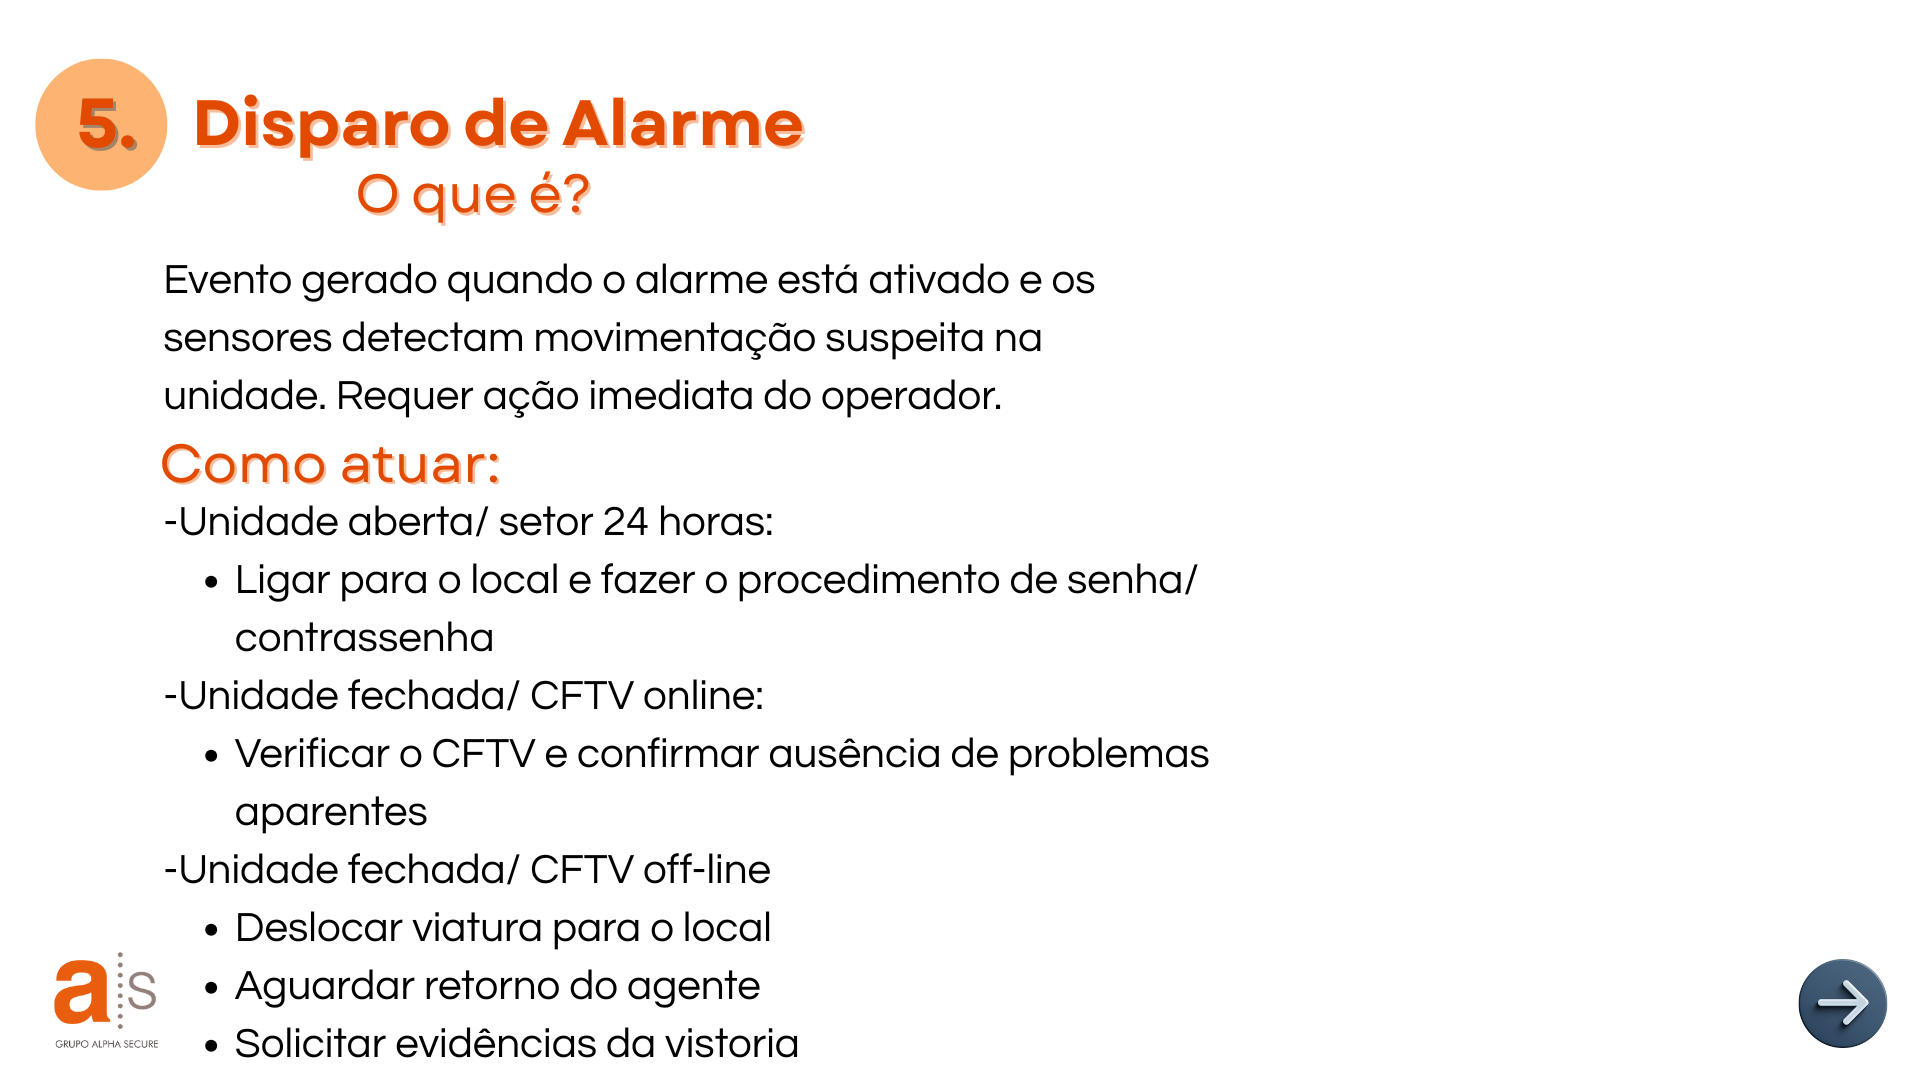 5.
Disparo de Alarme
O que é?
Evento gerado quando o alarme está ativado e os
sensores detectam movimentação suspeita na
unidade. Requer ação imediata do operador.
Como atuar:
-Unidade aberta/ setor 24 horas:
• Ligar para o local e fazer o procedimento de senha/
contrassenha
-Unidade fechada/ CFTV online:
• Verificar o CFTV e confirmar ausência de problemas
aparentes
-Unidade fechada/ CFTV off-line
• Deslocar viatura para o local
• Aguardar retorno do agente
• Solicitar evidências da vistoria
a s
GRUPO ALPHA SECURE